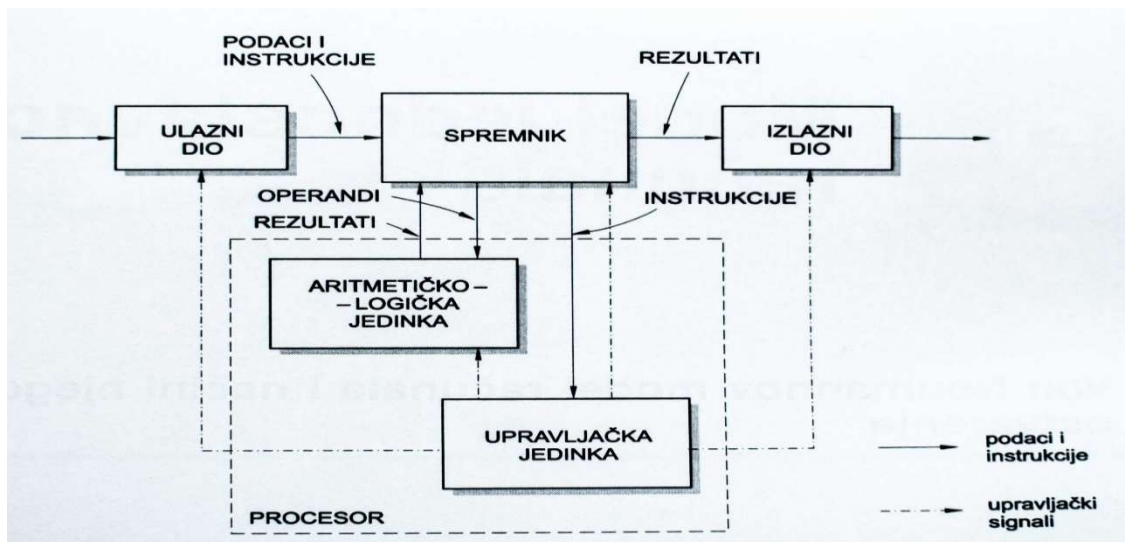 PODACI I
INSTRUKCIJE
REZULTATI
ULAZNI
DIO
SPREMNIK
IZLAZNI
DIO
OPERANDI
REZULTATI
INSTRUKCIJE
ARITMETIČKO–
–LOGIČKA
JEDINKA
UPRAVLJAČKA
JEDINKA
PROCESOR
podaci i
instrukcije
upravljački
signali